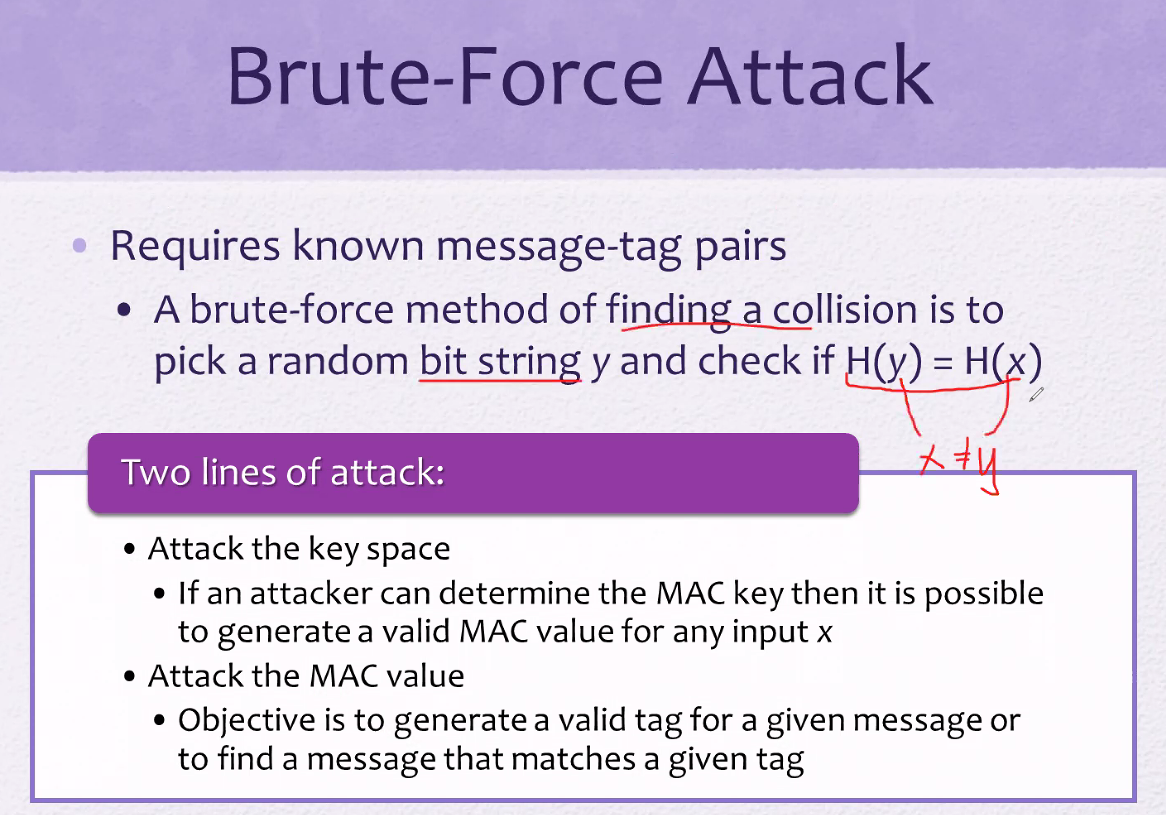 Brute-Force Attack
• Requires known message-tag pairs
• A brute-force method of finding a collision is to
pick a random bit string y and check if H(y) = H(x)
x ≠ y
Two lines of attack:
• Attack the key space
• If an attacker can determine the MAC key then it is possible
to generate a valid MAC value for any input x
• Attack the MAC value
• Objective is to generate a valid tag for a given message or
to find a message that matches a given tag